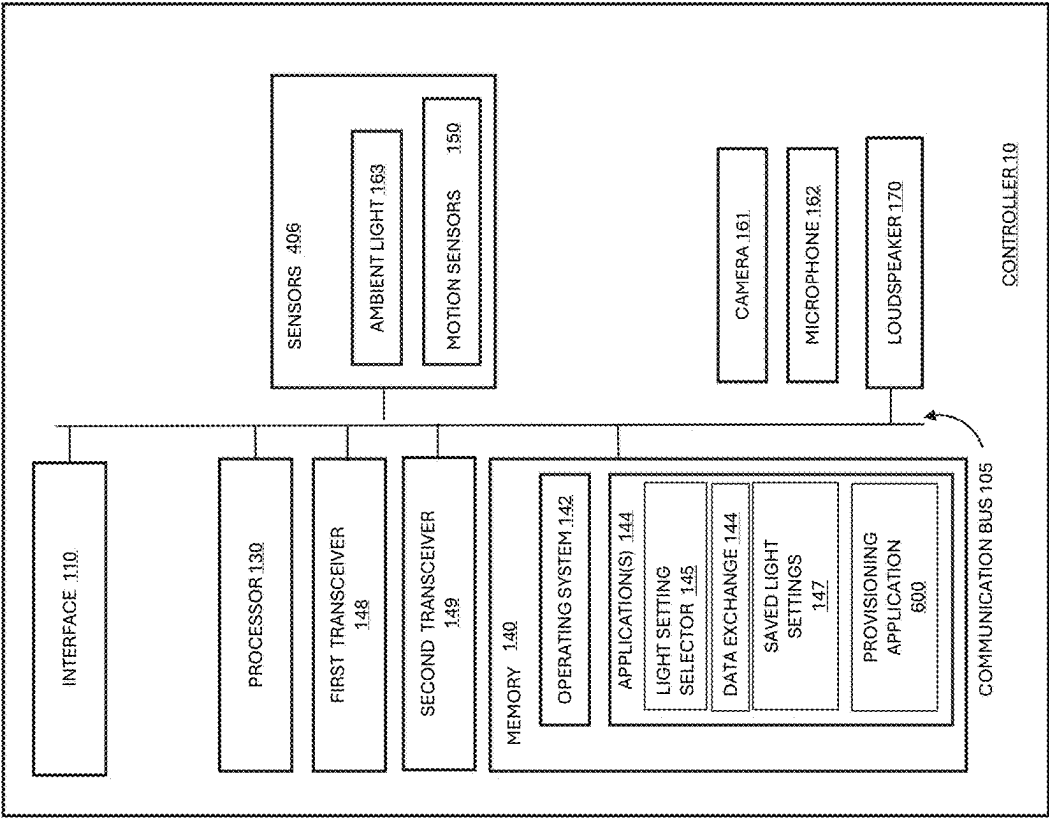 INTERFACE 110
PROCESSOR 130
FIRST TRANSCEIVER
148
SECOND TRANSCEIVER
149
MEMORY 140
OPERATING SYSTEM 142
APPLICATION(S) 144
LIGHT SETTING
SELECTOR 145
DATA EXCHANGE 144
SAVED LIGHT
SETTINGS
147
PROVISIONING
APPLICATION
600
COMMUNICATION BUS 105
SENSORS 406
AMBIENT LIGHT 163
MOTION SENSORS 150
CAMERA 161
MICROPHONE 162
LOUDSPEAKER 170
CONTROLLER 10